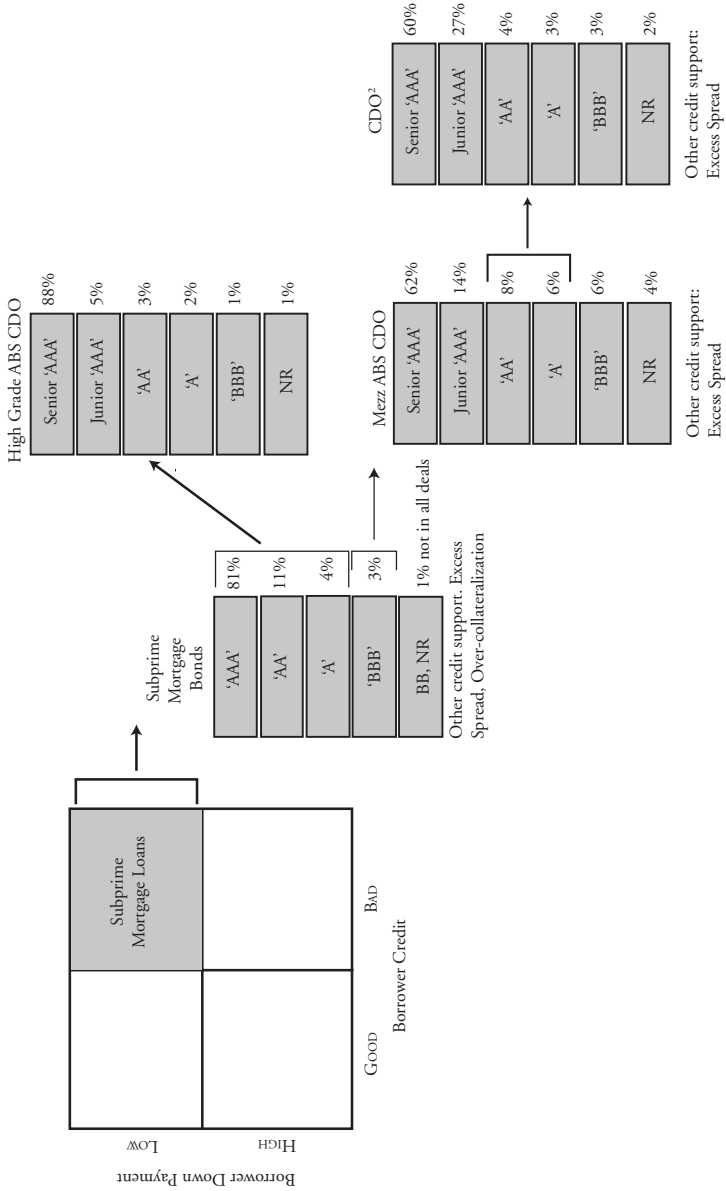 Borrower Down Payment
Low
High
Good
Bad
Borrower Credit
Subprime
Mortgage Loans
Subprime
Mortgage
Bonds
‘AAA’ 81%
‘AA’ 11%
‘A’ 4%
‘BBB’ 3%
BB, NR 1% not in all deals
Other credit support. Excess
Spread, Over-collateralization
High Grade ABS CDO
Senior ‘AAA’ 88%
Junior ‘AAA’ 5%
‘AA’ 3%
‘A’ 2%
‘BBB’ 1%
NR 1%
Mezz ABS CDO
Senior ‘AAA’ 62%
Junior ‘AAA’ 14%
‘AA’ 8%
‘A’ 6%
‘BBB’ 6%
NR 4%
Other credit support:
Excess Spread
CDO²
Senior ‘AAA’ 60%
Junior ‘AAA’ 27%
‘AA’ 4%
‘A’ 3%
‘BBB’ 3%
NR 2%
Other credit support:
Excess Spread